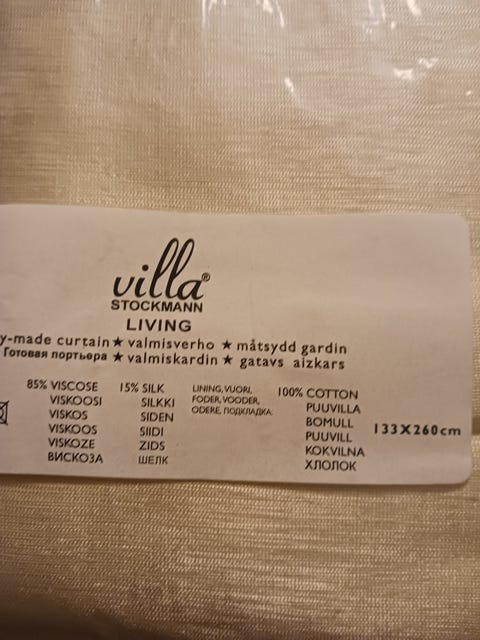 villa®
STOCKMANN
LIVING
y-made curtain ★ valmisverho ★ måtsydd gardin
Готовая портьера ★ valmiskardin ★ gatavs aizkars
85% VISCOSE
VISKOOSI
VISKOS
VISKOOS
VISKOZE
ВИСКОЗА
15% SILK
SILKKI
SIDEN
SIIDI
ZIDS
ШЕЛК
LINING, VUORI,
FODER, VOODER,
ODERE, ПОДКЛАДКА:
100% COTTON
PUUVILLA
BOMULL
PUUVILL
KOKVILNA
ХЛОПОК
133X260cm